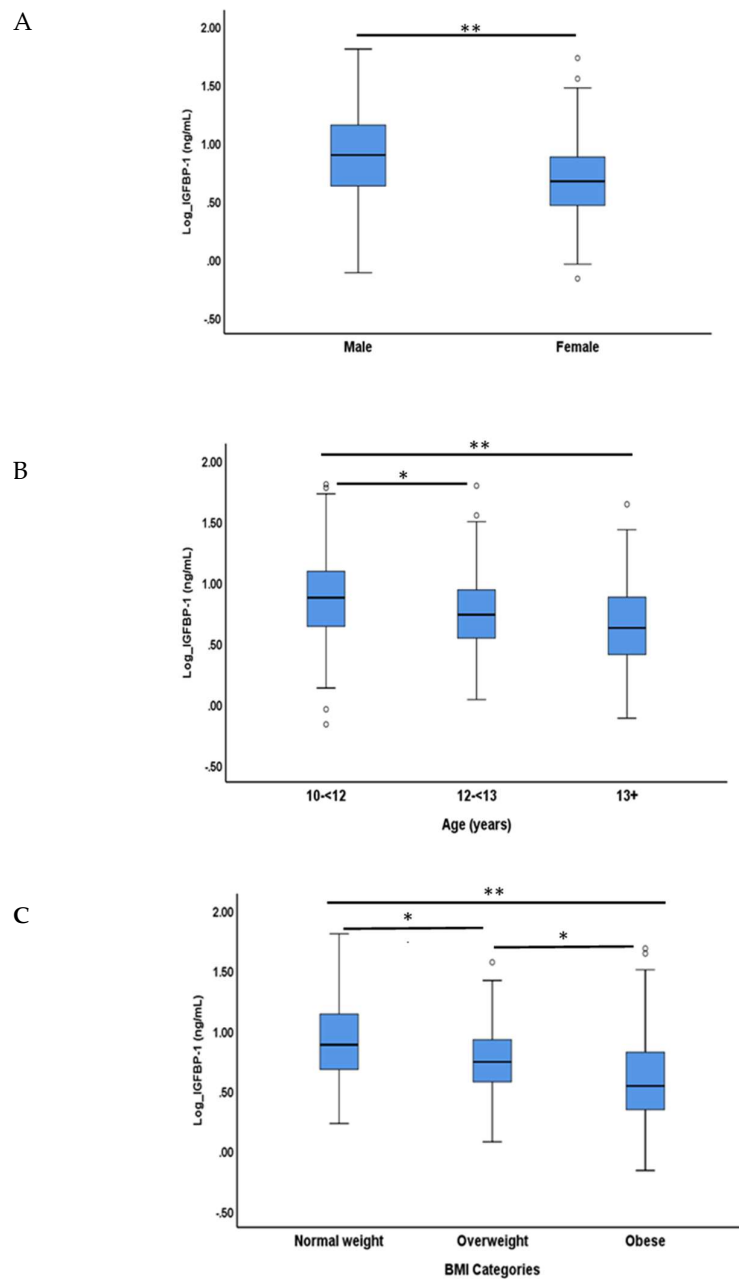 A
**
2.00
1.50
1.00
.50
.00
-.50
Log_IGFBP-1 (ng/mL)
Male Female
B
**
*
2.00
1.50
1.00
.50
.00
-.50
Log_IGFBP-1 (ng/mL)
10-<12 12-<13 13+
Age (years)
C
**
*
*
2.00
1.50
1.00
.50
.00
-.50
Log_IGFBP-1 (ng/mL)
Normal weight Overweight Obese
BMI Categories